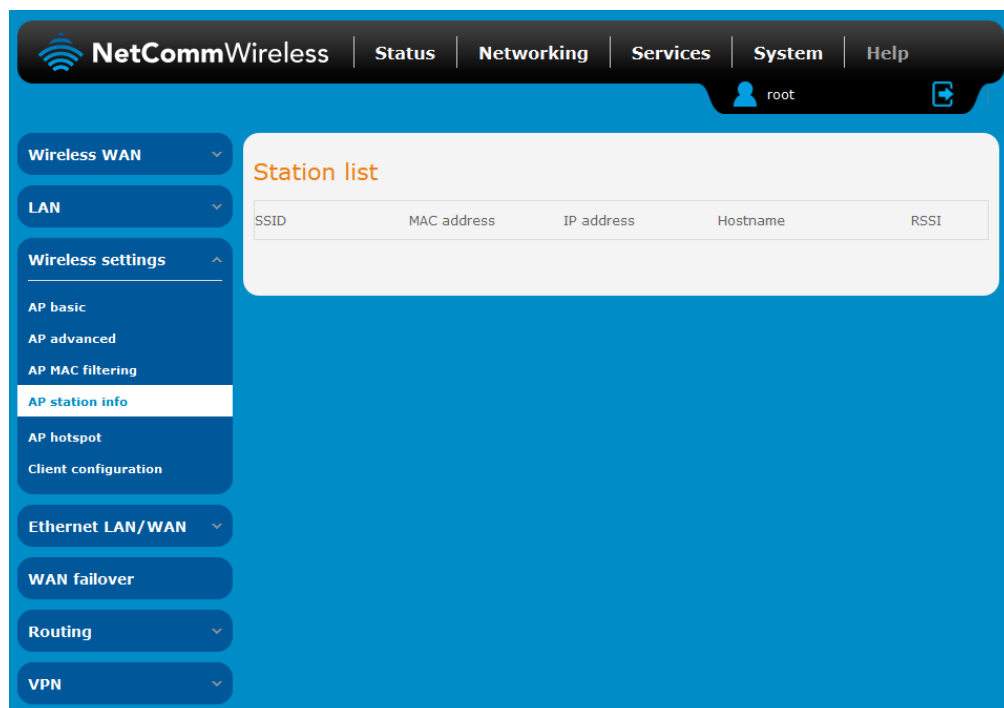 NetCommWireless Status Networking Services System Help
root
Wireless WAN
LAN
Wireless settings
AP basic
AP advanced
AP MAC filtering
AP station info
AP hotspot
Client configuration
Ethernet LAN/WAN
WAN failover
Routing
VPN
Station list
SSID MAC address IP address Hostname RSSI